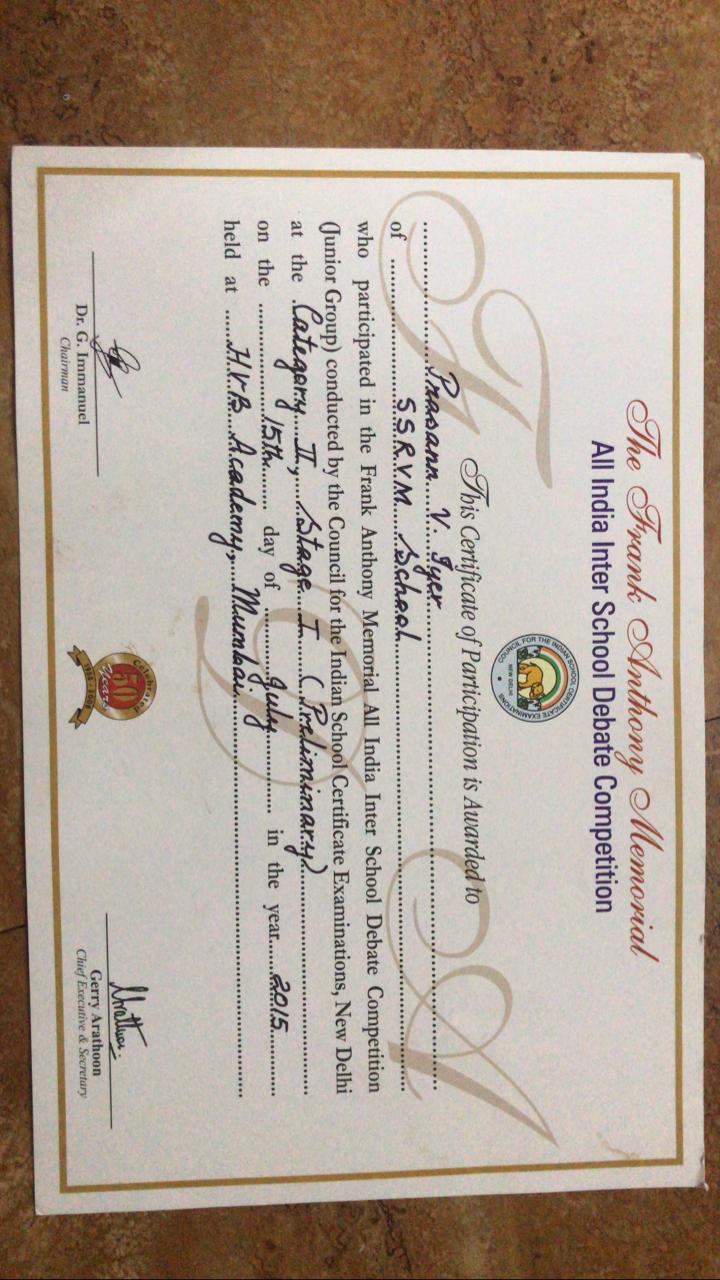 The Frank Anthony Memorial
All India Inter School Debate Competition
COUNCIL FOR THE INDIAN SCHOOL CERTIFICATE EXAMINATIONS
NEW DELHI
This Certificate of Participation is Awarded to
Prasann V. Iyer
of SSRVM School
who participated in the Frank Anthony Memorial All India Inter School Debate Competition
(Junior Group) conducted by the Council for the Indian School Certificate Examinations, New Delhi
at the Category II, Stage I (Preliminary)
on the 15th day of July in the year 2015
held at HVB Academy, Mumbai
Celebrated
50
Years
Dr. G. Immanuel
Chairman
Gerry Arathoon
Chief Executive & Secretary